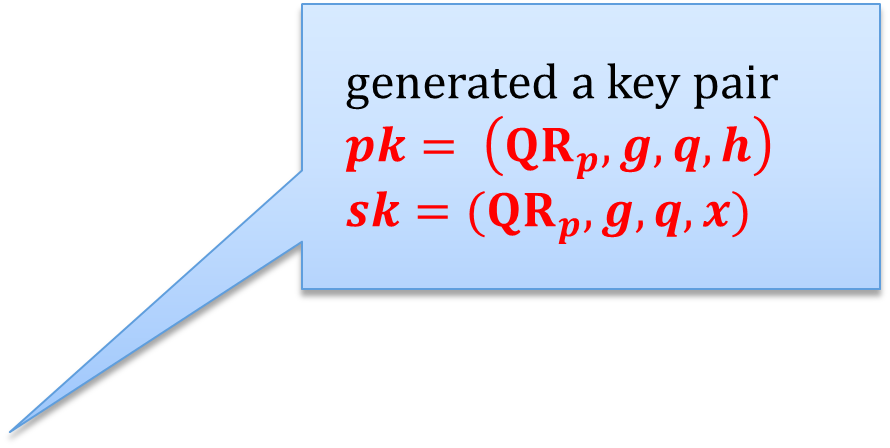 generated a key pair
pk = (QRₚ, g, q, h)
sk = (QRₚ, g, q, x)